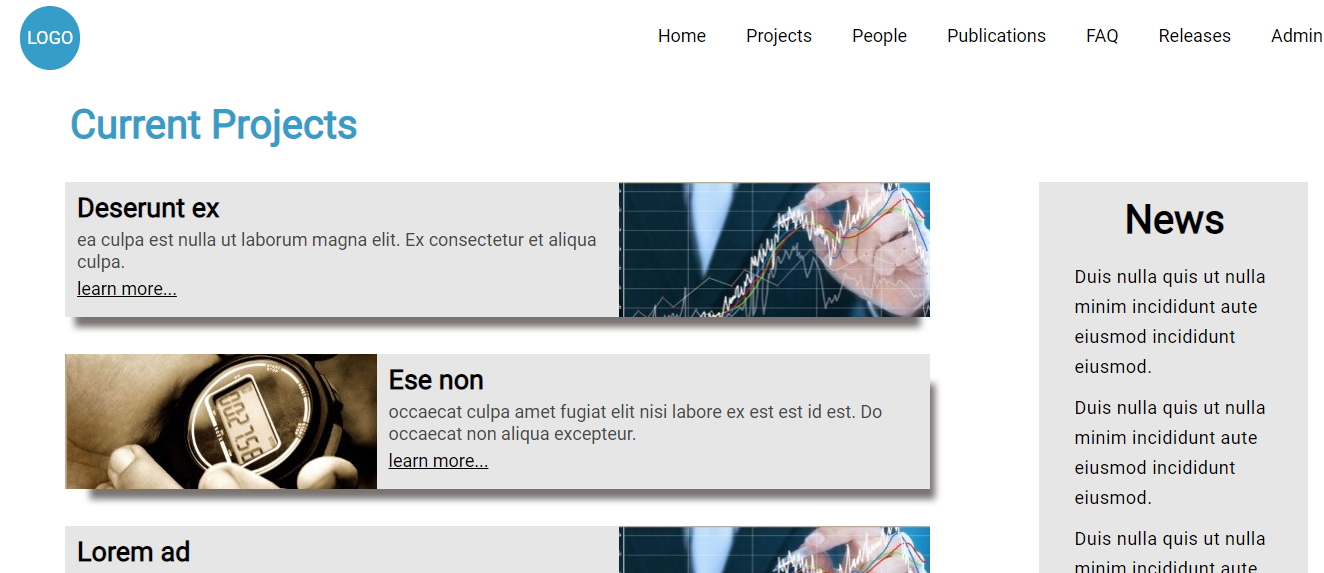 LOGO
Home Projects People Publications FAQ Releases Admin
Current Projects
Deserunt ex
ea culpa est nulla ut laborum magna elit. Ex consectetur et aliqua
culpa.
learn more...
Ese non
occaecat culpa amet fugiat elit nisi labore ex est est id est. Do
occaecat non aliqua excepteur.
learn more...
Lorem ad
News
Duis nulla quis ut nulla
minim incididunt aute
eiusmod incididunt
eiusmod.
Duis nulla quis ut nulla
minim incididunt aute
eiusmod incididunt
eiusmod.
Duis nulla quis ut nulla
minim incididunt aute